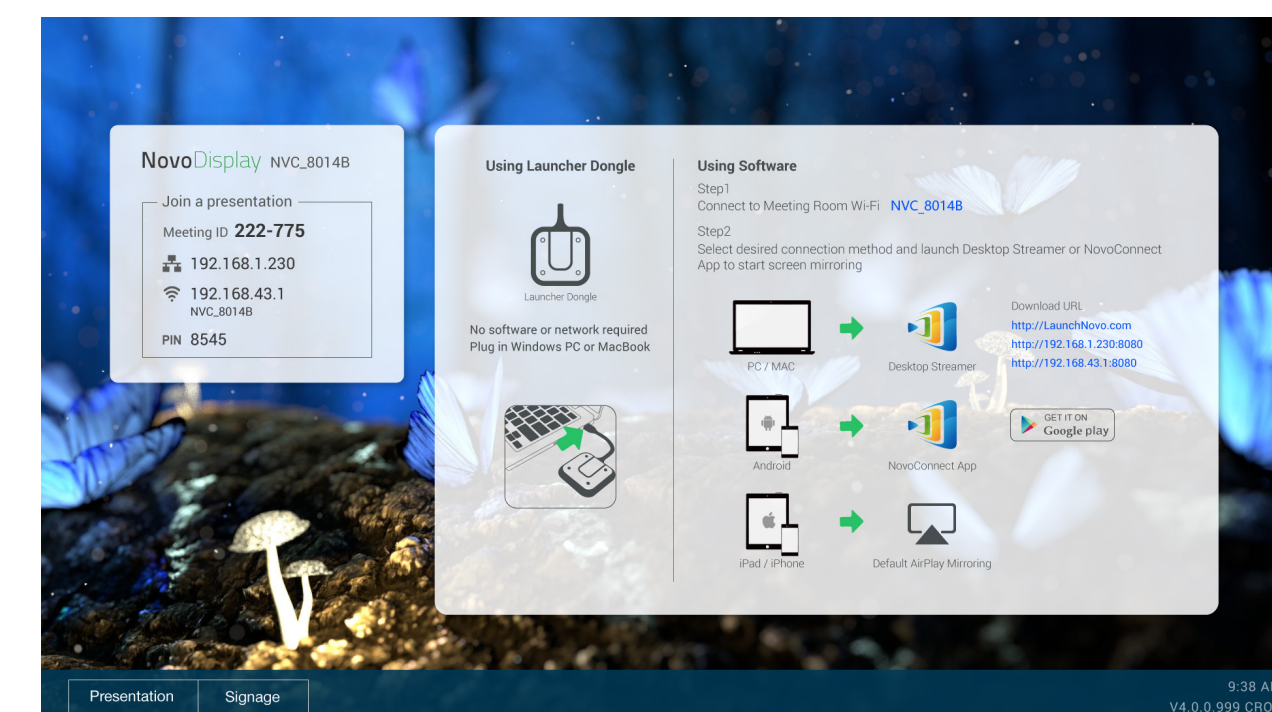 NovoDisplay NVC_8014B
Join a presentation
Meeting ID 222-775
192.168.1.230
192.168.43.1
NVC_8014B
PIN 8545
Using Launcher Dongle
Launcher Dongle
No software or network required
Plug in Windows PC or MacBook
Using Software
Step1
Connect to Meeting Room Wi-Fi NVC_8014B
Step2
Select desired connection method and launch Desktop Streamer or NovoConnect
App to start screen mirroring
PC / MAC
Desktop Streamer
Download URL
http://LaunchNovo.com
http://192.168.1.230:8080
http://192.168.43.1:8080
Android
NovoConnect App
GET IT ON
Google play
iPad / iPhone
Default AirPlay Mirroring
Presentation
Signage
9:38
V4.0.0.999